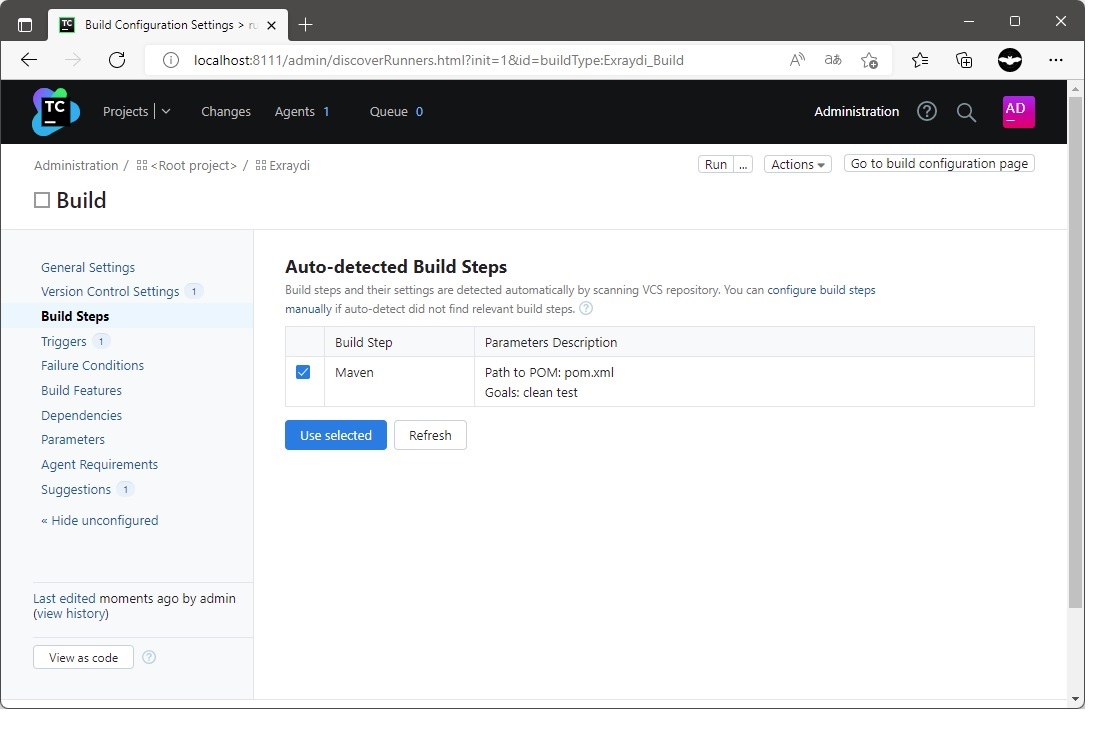 Build Configuration Settings > ru
localhost:8111/admin/discoverRunners.html?init=1&id=buildType:Exraydi_Build
TC
Projects
Changes
Agents 1
Queue 0
Administration
AD
Administration / <Root project> / Exraydi
Run ...
Actions
Go to build configuration page
Build
General Settings
Version Control Settings 1
Build Steps
Triggers 1
Failure Conditions
Build Features
Dependencies
Parameters
Agent Requirements
Suggestions 1
« Hide unconfigured
Last edited moments ago by admin
(view history)
View as code ?
Auto-detected Build Steps
Build steps and their settings are detected automatically by scanning VCS repository. You can configure build steps
manually if auto-detect did not find relevant build steps. ?
Build Step Parameters Description
Maven Path to POM: pom.xml
Goals: clean test
Use selected Refresh